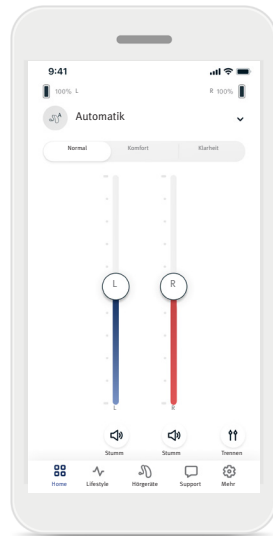 9:41
100% L
R 100%
A
Automatik
Normal Komfort Klarheit
L R
L R
Stumm Stumm Trennen
Home Lifestyle Hörgeräte Support Mehr